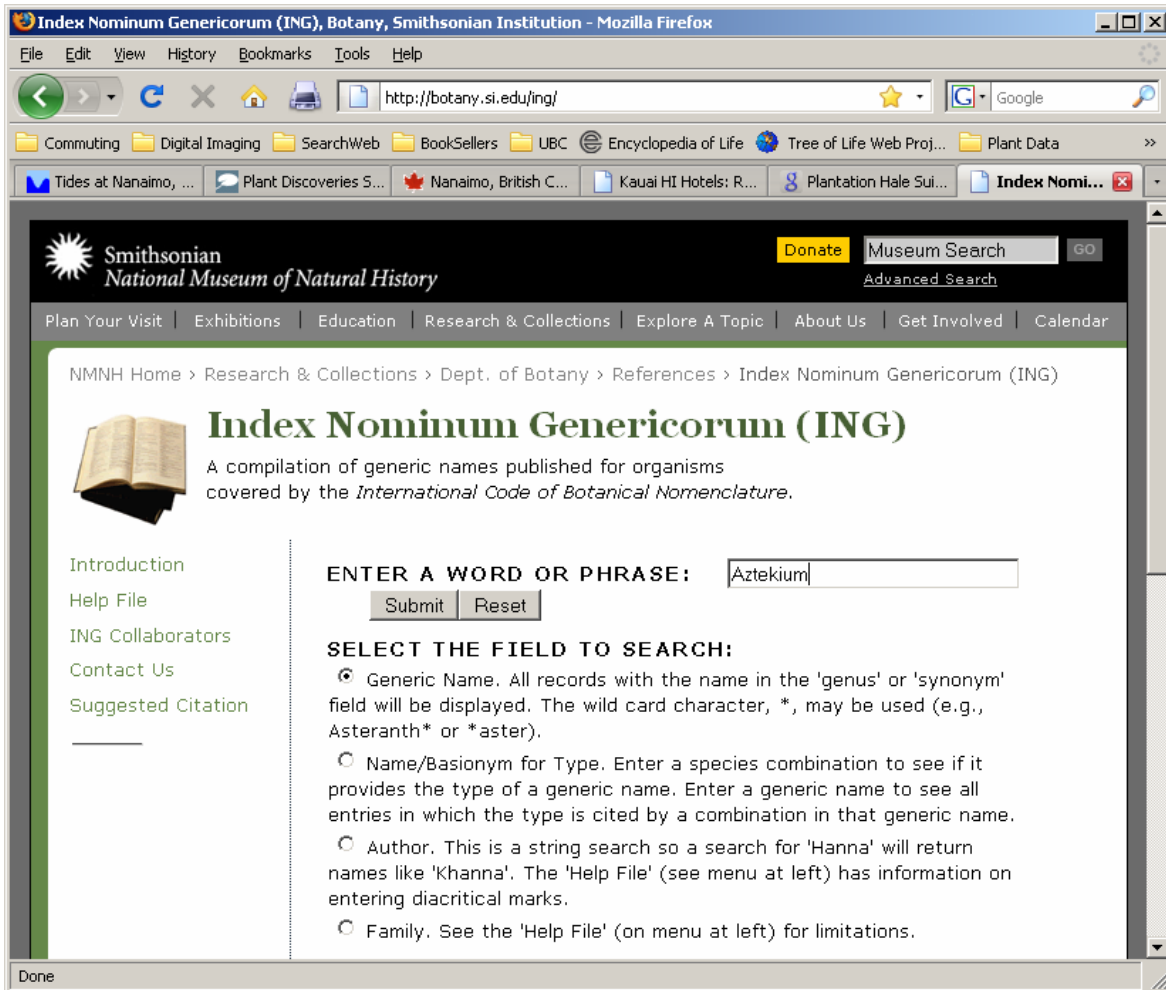 Index Nominum Genericorum (ING), Botany, Smithsonian Institution - Mozilla Firefox
File Edit View History Bookmarks Tools Help
http://botany.si.edu/ing/ G Google
Commuting Digital Imaging SearchWeb BookSellers UBC Encyclopedia of Life Tree of Life Web Proj... Plant Data »
Tides at Nanaimo, ... Plant Discoveries S... Nanaimo, British C... Kauai HI Hotels: R... Plantation Hale Sui... Index Nomi...
Smithsonian
National Museum of Natural History
Donate Museum Search GO
Advanced Search
Plan Your Visit | Exhibitions | Education | Research & Collections | Explore A Topic | About Us | Get Involved | Calendar
NMNH Home > Research & Collections > Dept. of Botany > References > Index Nominum Genericorum (ING)
Index Nominum Genericorum (ING)
A compilation of generic names published for organisms
covered by the International Code of Botanical Nomenclature.
Introduction
Help File
ING Collaborators
Contact Us
Suggested Citation
ENTER A WORD OR PHRASE: Aztekium
Submit Reset
SELECT THE FIELD TO SEARCH:
Generic Name. All records with the name in the 'genus' or 'synonym'
field will be displayed. The wild card character, *, may be used (e.g.,
Asteranth* or *aster).
Name/Basionym for Type. Enter a species combination to see if it
provides the type of a generic name. Enter a generic name to see all
entries in which the type is cited by a combination in that generic name.
Author. This is a string search so a search for 'Hanna' will return
names like 'Khanna'. The 'Help File' (see menu at left) has information on
entering diacritical marks.
Family. See the 'Help File' (on menu at left) for limitations.
Done